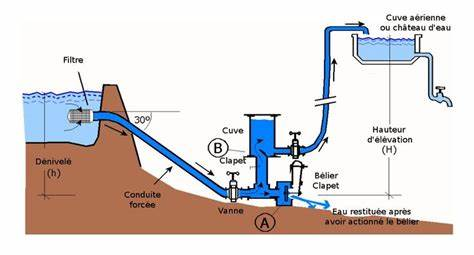 Cuve aérienne
ou château d'eau
Filtre
30º
Cuve
B
Clapet
Hauteur
d'élévation
(H)
Dénivelé
(h)
Bélier
Clapet
Conduite
forcée
Vanne
A
Eau restituée après
avoir actionné le bélier